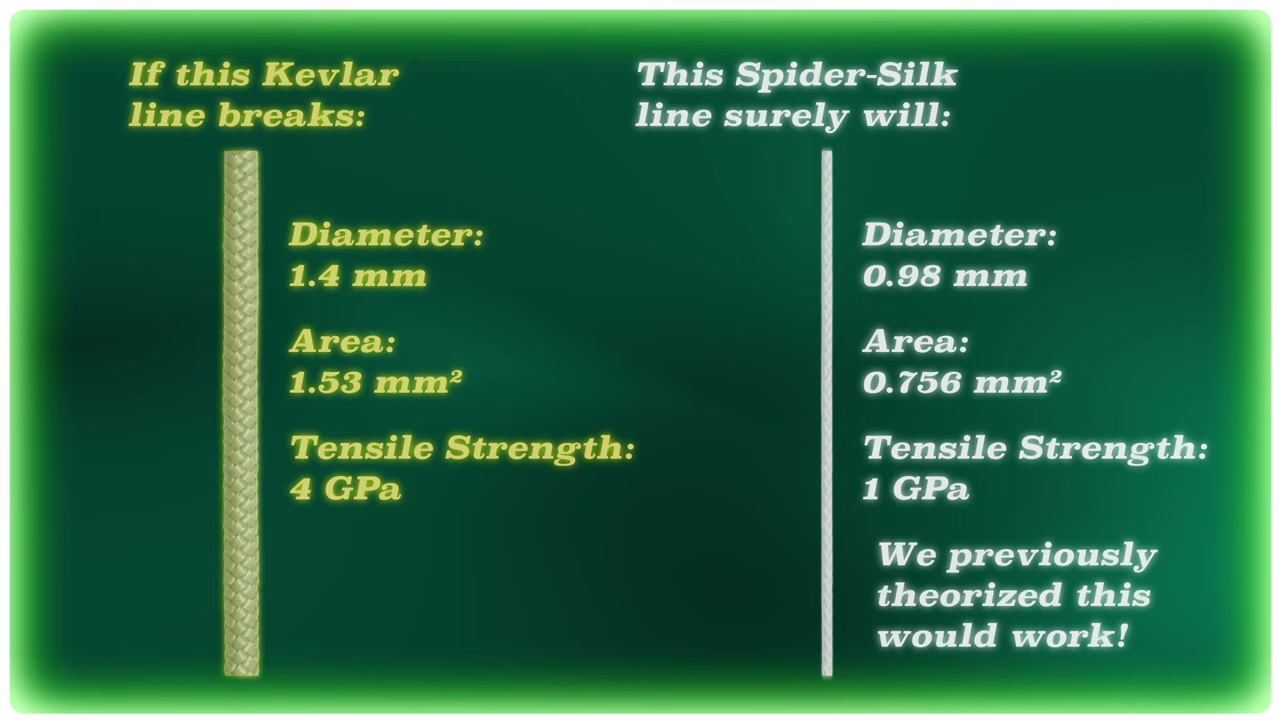 If this Kevlar
line breaks:
Diameter:
1.4 mm
Area:
1.53 mm²
Tensile Strength:
4 GPa
This Spider-Silk
line surely will:
Diameter:
0.98 mm
Area:
0.756 mm²
Tensile Strength:
1 GPa
We previously
theorized this
would work!